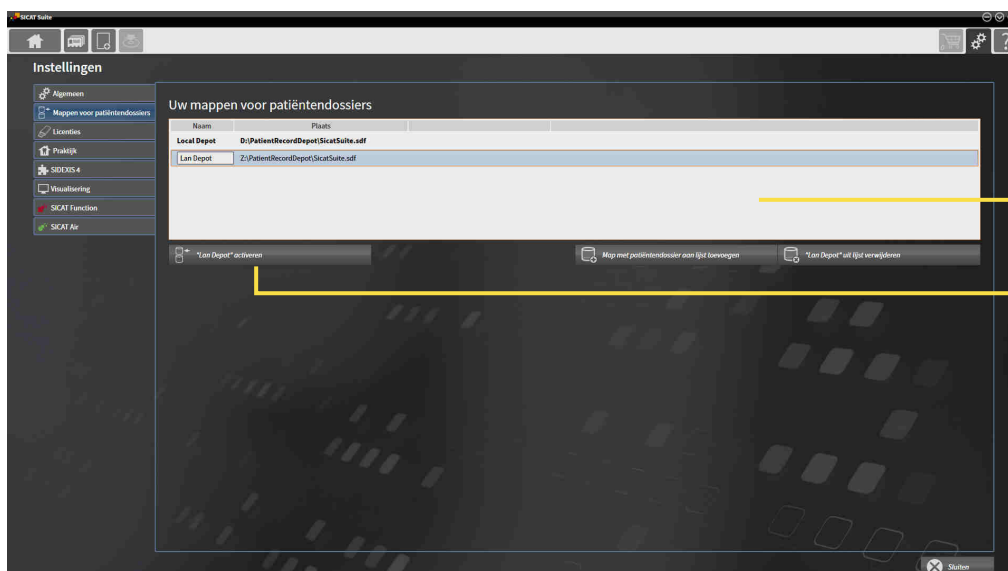 SICAT Suite
?
Instellingen
Algemeen
Mappen voor patiëntendossiers
Licenties
Praktijk
SIDEXIS 4
Visualisering
SICAT Function
SICAT Air
Uw mappen voor patiëntendossiers
Naam Plaats
Local Depot D:\PatientRecordDepot\SicatSuite.sdf
Lan Depot Z:\PatientRecordDepot\SicatSuite.sdf
"Lan Depot" activeren Map met patiëntendossier aan lijst toevoegen "Lan Depot" uit lijst verwijderen
Sluiten